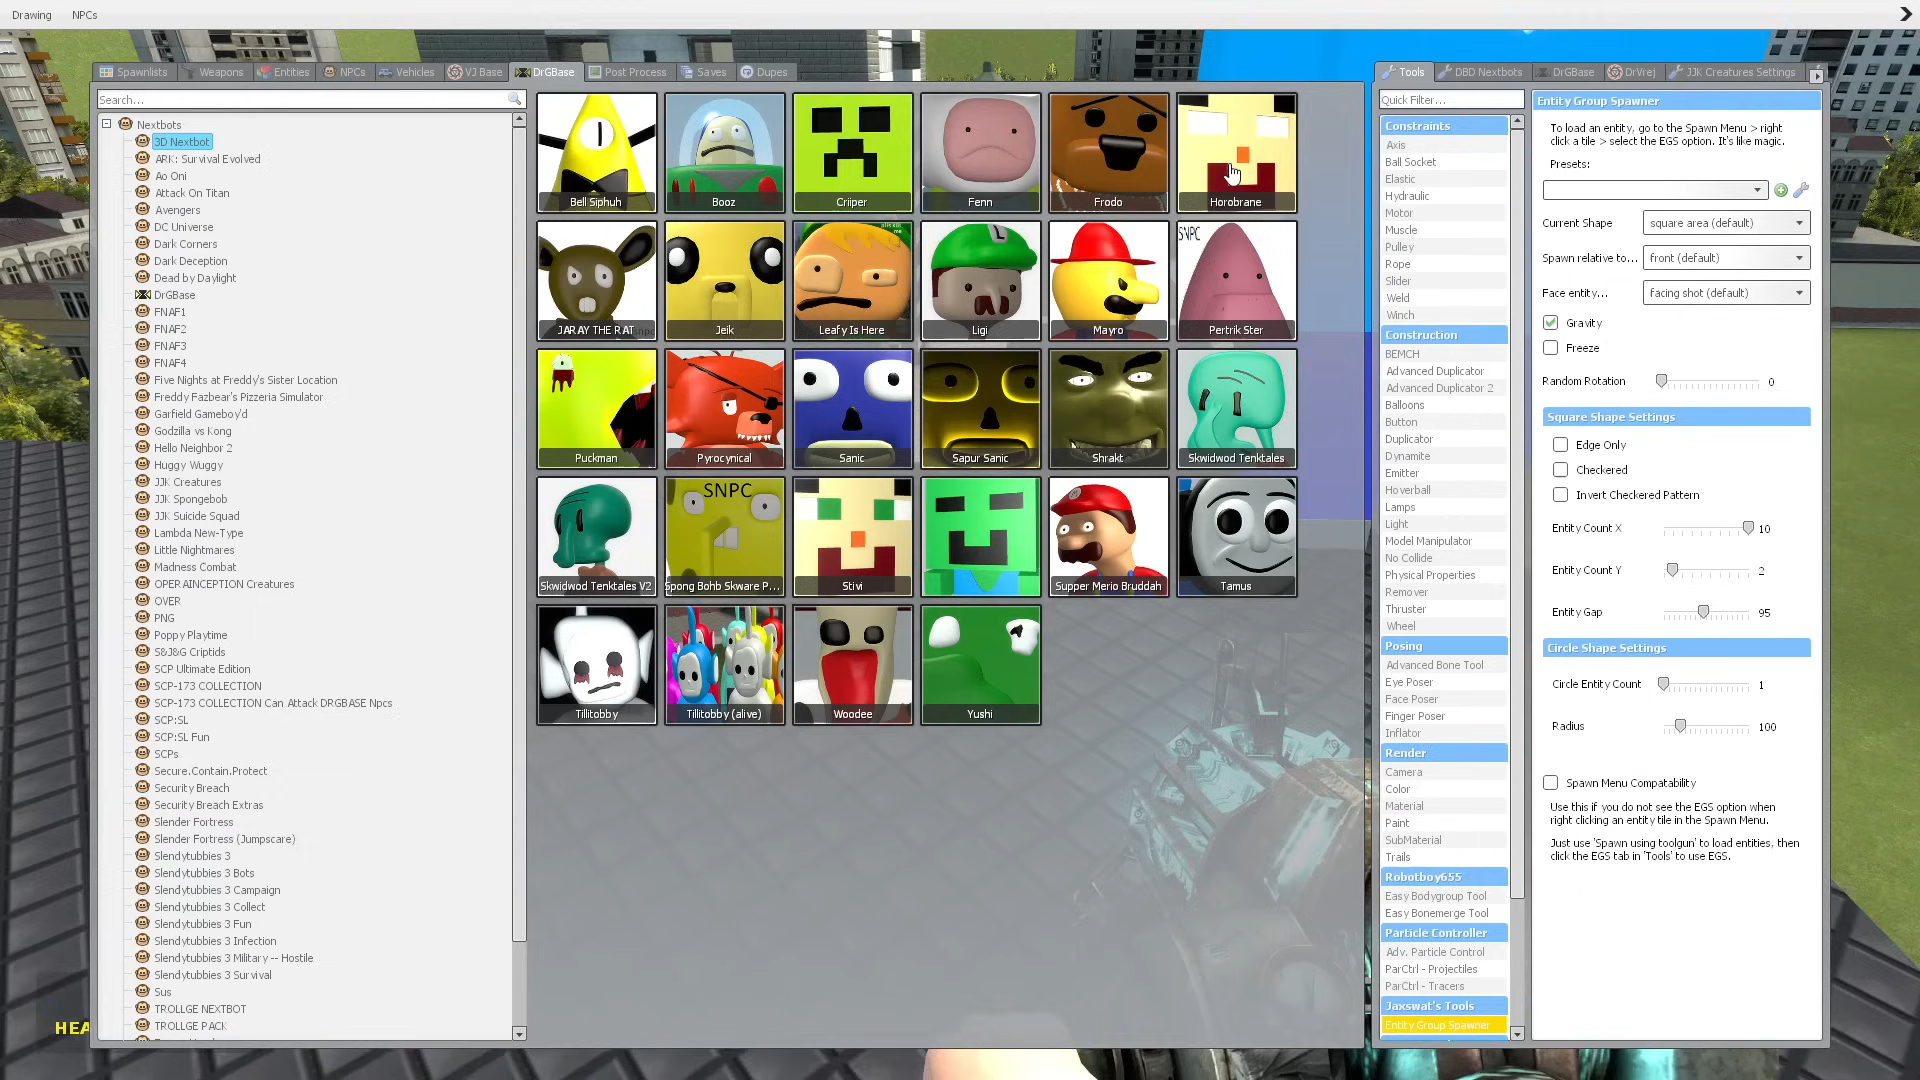 Drawing NPCs
Spawnlists Weapons Entities NPCs Vehicles VJ Base DrGBase Post Process Saves Dupes
Search...
Nextbots
3D Nextbot
ARK: Survival Evolved
Ao Oni
Attack On Titan
Avengers
DC Universe
Dark Corners
Dark Deception
Dead by Daylight
DrGBase
FNAF1
FNAF2
FNAF3
FNAF4
Five Nights at Freddy's Sister Location
Freddy Fazbear's Pizzeria Simulator
Garfield Gameboy'd
Godzilla vs Kong
Hello Neighbor 2
Huggy Wuggy
JJK Creatures
JJK Spongebob
JJK Suicide Squad
Lambda New-Type
Little Nightmares
Madness Combat
OPERAINCEPTION Creatures
OVER
PNG
Poppy Playtime
S&J&G Criptids
SCP Ultimate Edition
SCP-173 COLLECTION
SCP-173 COLLECTION Can Attack DRGBASE Npcs
SCP:SL
SCP:SL Fun
SCPs
Secure.Contain.Protect
Security Breach
Security Breach Extras
Slender Fortress
Slender Fortress (Jumpscare)
Slendytubbies 3
Slendytubbies 3 Bots
Slendytubbies 3 Campaign
Slendytubbies 3 Collect
Slendytubbies 3 Fun
Slendytubbies 3 Infection
Slendytubbies 3 Military -- Hostile
Slendytubbies 3 Survival
Sus
TROLLGE NEXTBOT
TROLLGE PACK
HEA
Bell Siphuh Booz Criiper Fenn Frodo Horobrane
SNPC
JARAY THE RAT Jeik Leafy Is Here Ligi Mayro Pertrik Ster
Puckman Pyrocynical Sanic Sapur Sanic Shrakt Skwidwod Tenktales
SNPC
Skwidwod Tenktales V2 Spong Bohb Skware P... Stivi Supper Merio Bruddah Tamus
Tillitobby Tillitobby (alive) Woodee Yushi
Tools DBD Nextbots DrGBase DrVrej JJK Creatures Settings
Quick Filter...
Constraints
Axis
Ball Socket
Elastic
Hydraulic
Motor
Muscle
Pulley
Rope
Slider
Weld
Winch
Construction
BEMCH
Advanced Duplicator
Advanced Duplicator 2
Balloons
Button
Duplicator
Dynamite
Emitter
Hoverball
Lamps
Light
Model Manipulator
No Collide
Physical Properties
Remover
Thruster
Wheel
Posing
Advanced Bone Tool
Eye Poser
Face Poser
Finger Poser
Inflator
Render
Camera
Color
Material
Paint
SubMaterial
Trails
Robotboy655
Easy Bodygroup Tool
Easy Bonemerge Tool
Particle Controller
Adv. Particle Control
ParCtrl - Projectiles
ParCtrl - Tracers
Jaxswat's Tools
Entity Group Spawner
Entity Group Spawner
To load an entity, go to the Spawn Menu > right
click a tile > select the EGS option. It's like magic.
Presets:
Current Shape square area (default)
Spawn relative to... front (default)
Face entity... facing shot (default)
Gravity
Freeze
Random Rotation 0
Square Shape Settings
Edge Only
Checkered
Invert Checkered Pattern
Entity Count X 10
Entity Count Y 2
Entity Gap 95
Circle Shape Settings
Circle Entity Count 1
Radius 100
Spawn Menu Compatability
Use this if you do not see the EGS option when
right clicking an entity tile in the Spawn Menu.
Just use 'Spawn using toolgun' to load entities, then
click the EGS tab in 'Tools' to use EGS.